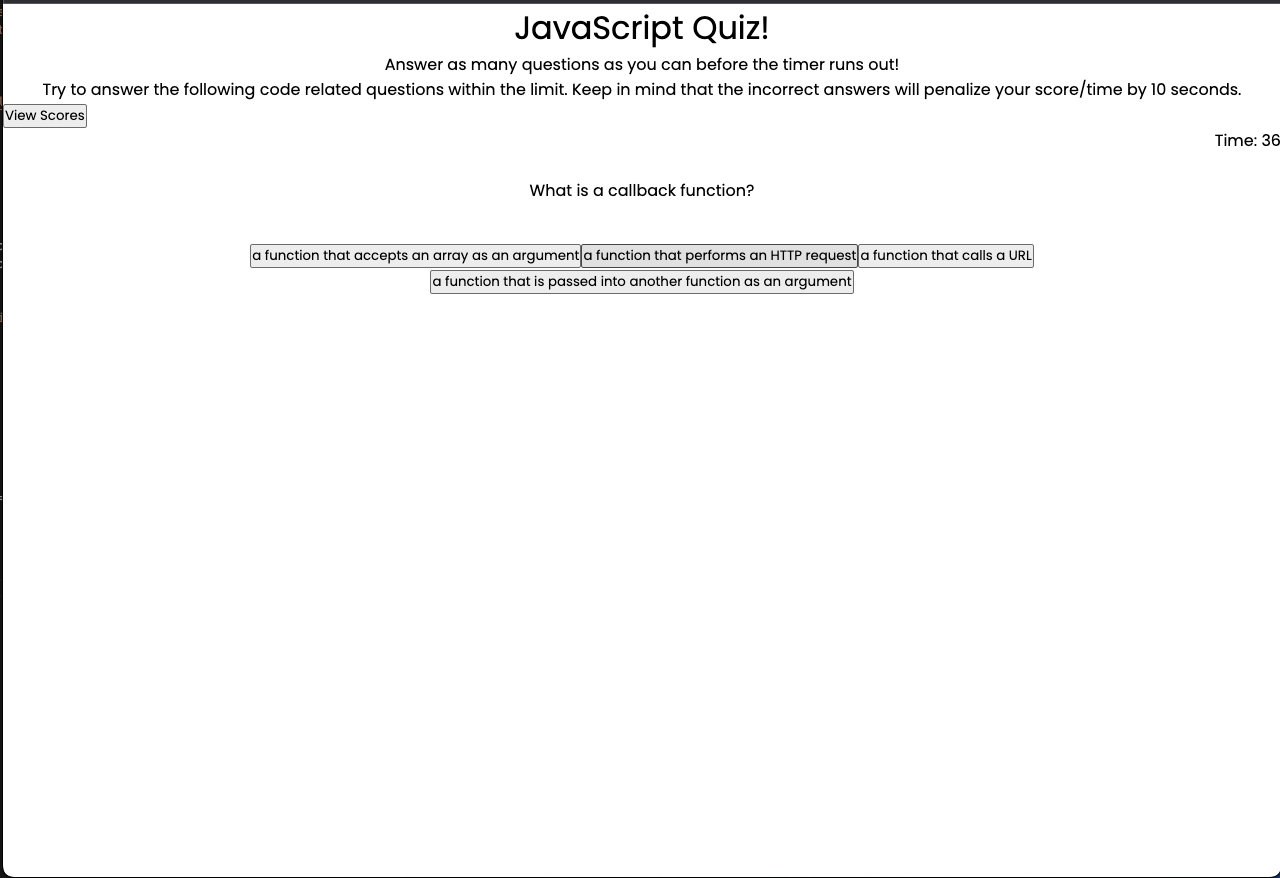 JavaScript Quiz!
Answer as many questions as you can before the timer runs out!
Try to answer the following code related questions within the limit. Keep in mind that the incorrect answers will penalize your score/time by 10 seconds.
View Scores
Time: 36
What is a callback function?
a function that accepts an array as an argument a function that performs an HTTP request a function that calls a URL
a function that is passed into another function as an argument